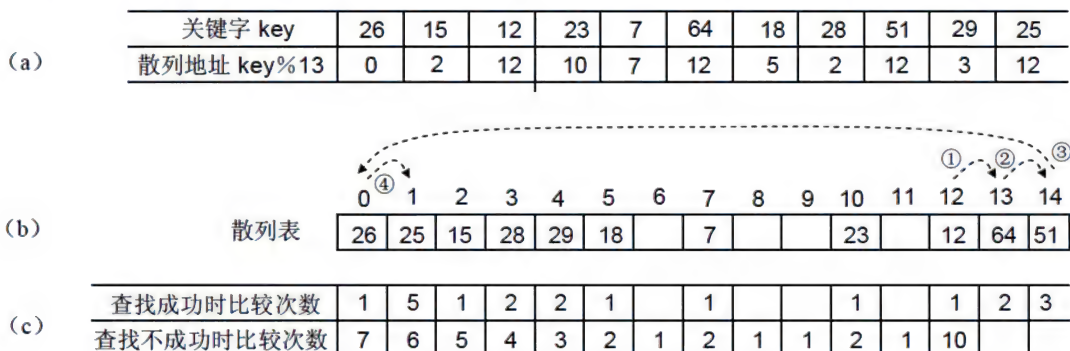 关键字 key 26 15 12 23 7 64 18 28 51 29 25
(a)
散列地址 key%13 0 2 12 10 7 12 5 2 12 3 12
① ② ③
④
0 1 2 3 4 5 6 7 8 9 10 11 12 13 14
(b) 散列表 26 25 15 28 29 18 7 23 12 64 51
查找成功时比较次数 1 5 1 2 2 1 1 1 1 2 3
(c)
查找不成功时比较次数 7 6 5 4 3 2 1 2 1 1 2 1 10